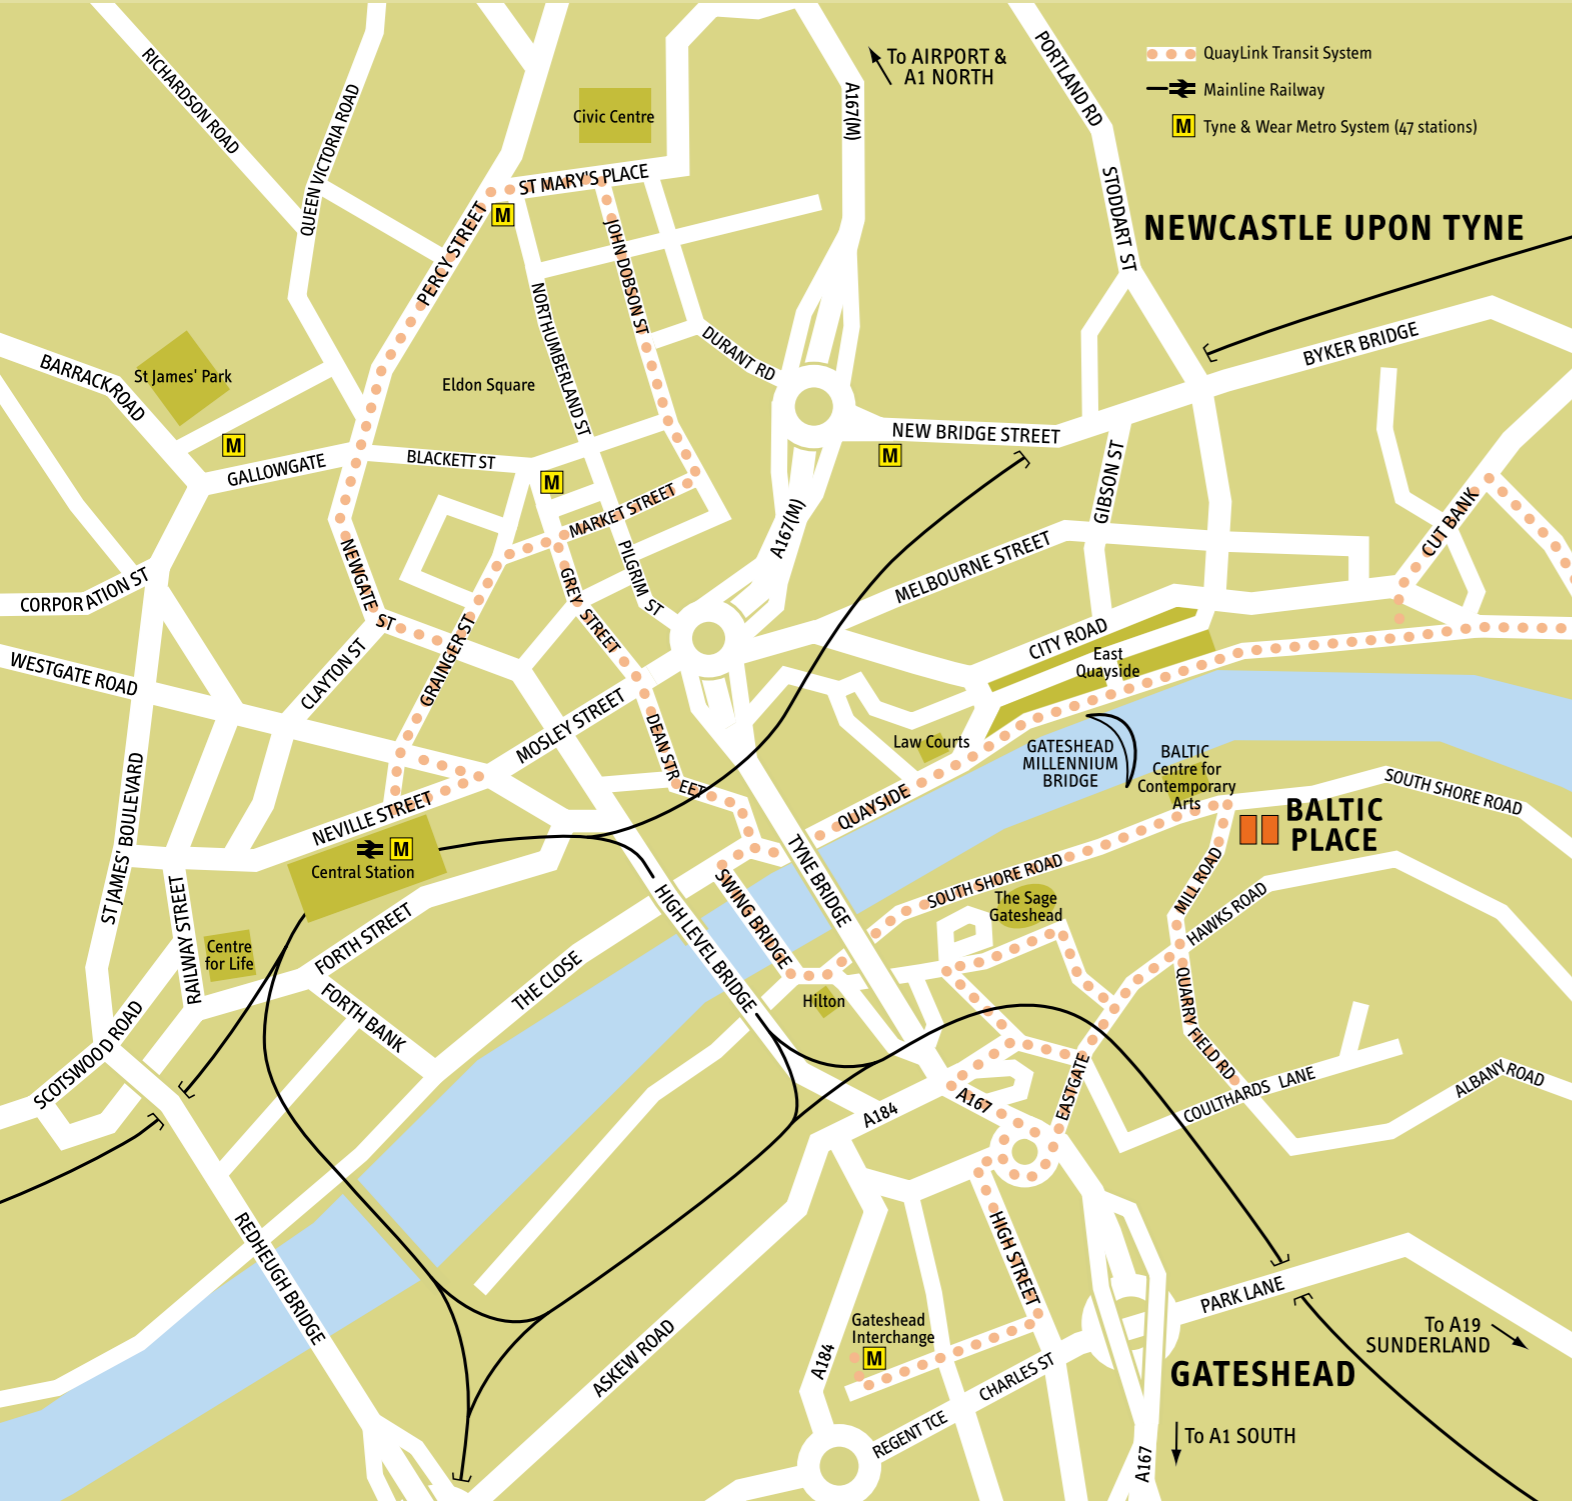 To AIRPORT &
A1 NORTH
QuayLink Transit System
Mainline Railway
M Tyne & Wear Metro System (47 stations)
RICHARDSON ROAD
QUEEN VICTORIA ROAD
Civic Centre
A167(M)
PORTLAND RD
STODDART ST
ST MARY'S PLACE
M
NEWCASTLE UPON TYNE
PERCY STREET
JOHN DOBSON ST
NORTHUMBERLAND ST
DURANT RD
BYKER BRIDGE
BARRACK ROAD
St James' Park
Eldon Square
M
GALLOWGATE
BLACKETT ST
M
NEW BRIDGE STREET
M
GIBSON ST
MARKET STREET
A167(M)
CUT BANK
NEWGATE ST
GREY STREET
PILGRIM ST
MELBOURNE STREET
CORPORATION ST
WESTGATE ROAD
CLAYTON ST
GRAINGER ST
CITY ROAD
East
Quayside
MOSLEY STREET
DEAN STREET
Law Courts
GATESHEAD
MILLENNIUM
BRIDGE
BALTIC
Centre for
Contemporary
Arts
SOUTH SHORE ROAD
BALTIC
PLACE
ST JAMES' BOULEVARD
NEVILLE STREET
M
Central Station
QUAYSIDE
TYNE BRIDGE
SWING BRIDGE
HIGH LEVEL BRIDGE
SOUTH SHORE ROAD
The Sage
Gateshead
MILL ROAD
HAWKS ROAD
RAILWAY STREET
Centre
for Life
FORTH STREET
FORTH BANK
THE CLOSE
Hilton
QUARRY FIELD RD
SCOTSWOOD ROAD
A184
A167
EASTGATE
COULTHARDS LANE
ALBANY ROAD
REDHEUGH BRIDGE
HIGH STREET
PARK LANE
Gateshead
Interchange
M
To A19
SUNDERLAND
ASKEW ROAD
A184
CHARLES ST
GATESHEAD
REGENT TCE
To A1 SOUTH
A167